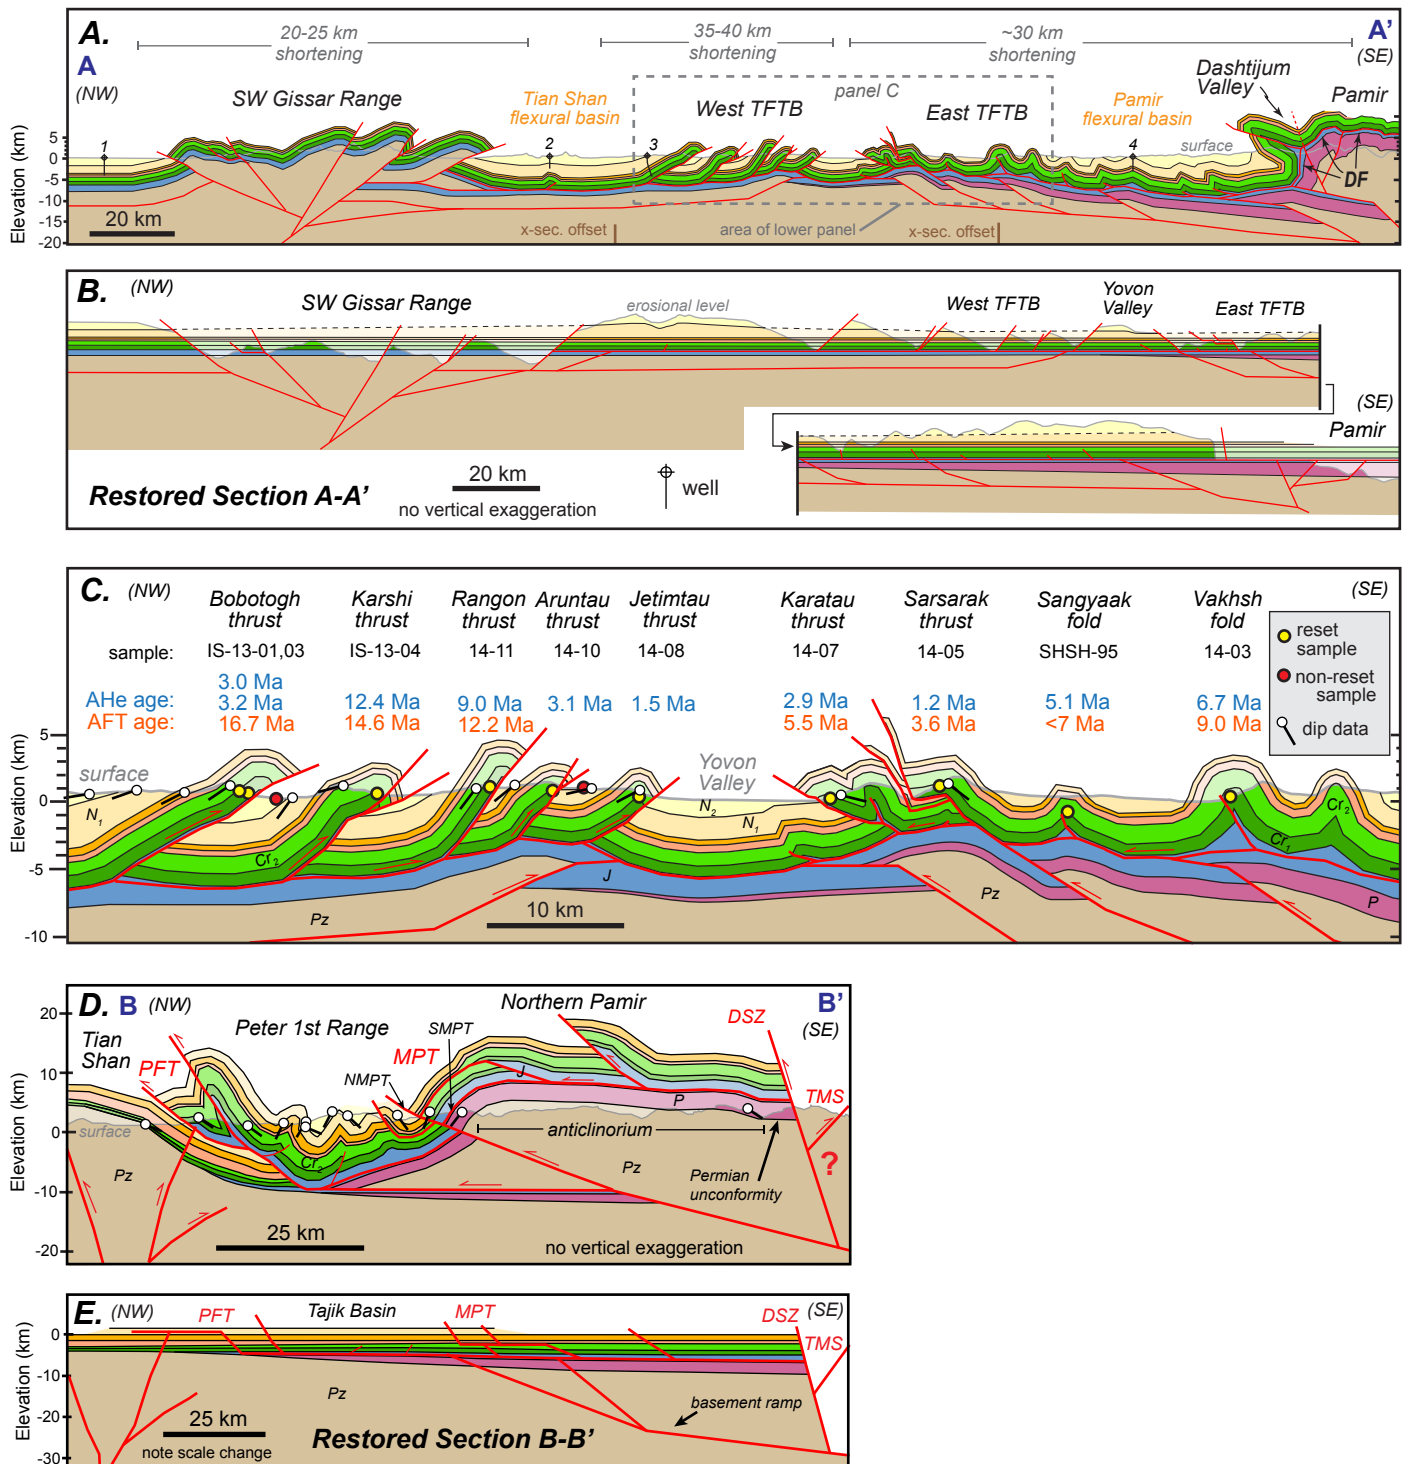 A.
A
(NW)
20-25 km
shortening
35-40 km
shortening
~30 km
shortening
A'
(SE)
SW Gissar Range
Tian Shan
flexural basin
West TFTB
panel C
East TFTB
Pamir
flexural basin
Dashtijum
Valley
Pamir
surface
DF
1
2
3
4
Elevation (km)
5
0
-5
-10
-15
-20
20 km
x-sec. offset
area of lower panel
x-sec. offset
B.
(NW)
SW Gissar Range
erosional level
West TFTB
Yovon
Valley
East TFTB
(SE)
Pamir
20 km
well
Restored Section A-A'
no vertical exaggeration
C.
(NW)
(SE)
Bobotogh
thrust
Karshi
thrust
Rangon
thrust
Aruntau
thrust
Jetimtau
thrust
Karatau
thrust
Sarsarak
thrust
Sangyaak
fold
Vakhsh
fold
sample:
IS-13-01,03
IS-13-04
14-11
14-10
14-08
14-07
14-05
SHSH-95
14-03
3.0 Ma
AHe age:
3.2 Ma
12.4 Ma
9.0 Ma
3.1 Ma
1.5 Ma
2.9 Ma
1.2 Ma
5.1 Ma
6.7 Ma
AFT age:
16.7 Ma
14.6 Ma
12.2 Ma
5.5 Ma
3.6 Ma
<7 Ma
9.0 Ma
reset
sample
non-reset
sample
dip data
Elevation (km)
5
0
-5
-10
surface
Yovon
Valley
N1
N2
N1
Cr2
Cr2
Cr1
J
Pz
Pz
P
10 km
D.
B
(NW)
Northern Pamir
B'
(SE)
Tian
Shan
PFT
Peter 1st Range
SMPT
MPT
NMPT
DSZ
TMS
Elevation (km)
20
10
0
-10
-20
surface
J
P
anticlinorium
Cr2
Pz
Pz
Permian
unconformity
?
25 km
no vertical exaggeration
E.
(NW)
PFT
Tajik Basin
MPT
DSZ
(SE)
TMS
Elevation (km)
0
-10
-20
-30
Pz
basement ramp
25 km
note scale change
Restored Section B-B'